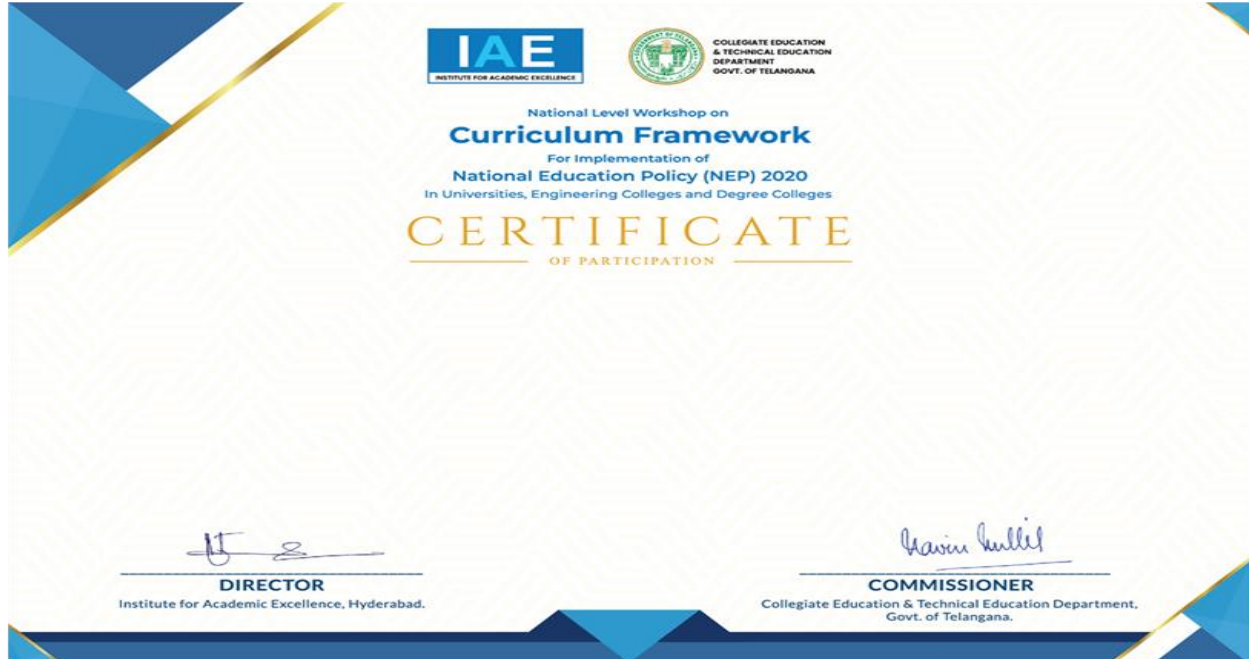 IAE
INSTITUTE FOR ACADEMIC EXCELLENCE
COLLEGIATE EDUCATION
& TECHNICAL EDUCATION
DEPARTMENT
GOVT. OF TELANGANA
National Level Workshop on
Curriculum Framework
For Implementation of
National Education Policy (NEP) 2020
In Universities, Engineering Colleges and Degree Colleges
CERTIFICATE
OF PARTICIPATION
DIRECTOR
Institute for Academic Excellence, Hyderabad.
COMMISSIONER
Collegiate Education & Technical Education Department,
Govt. of Telangana.